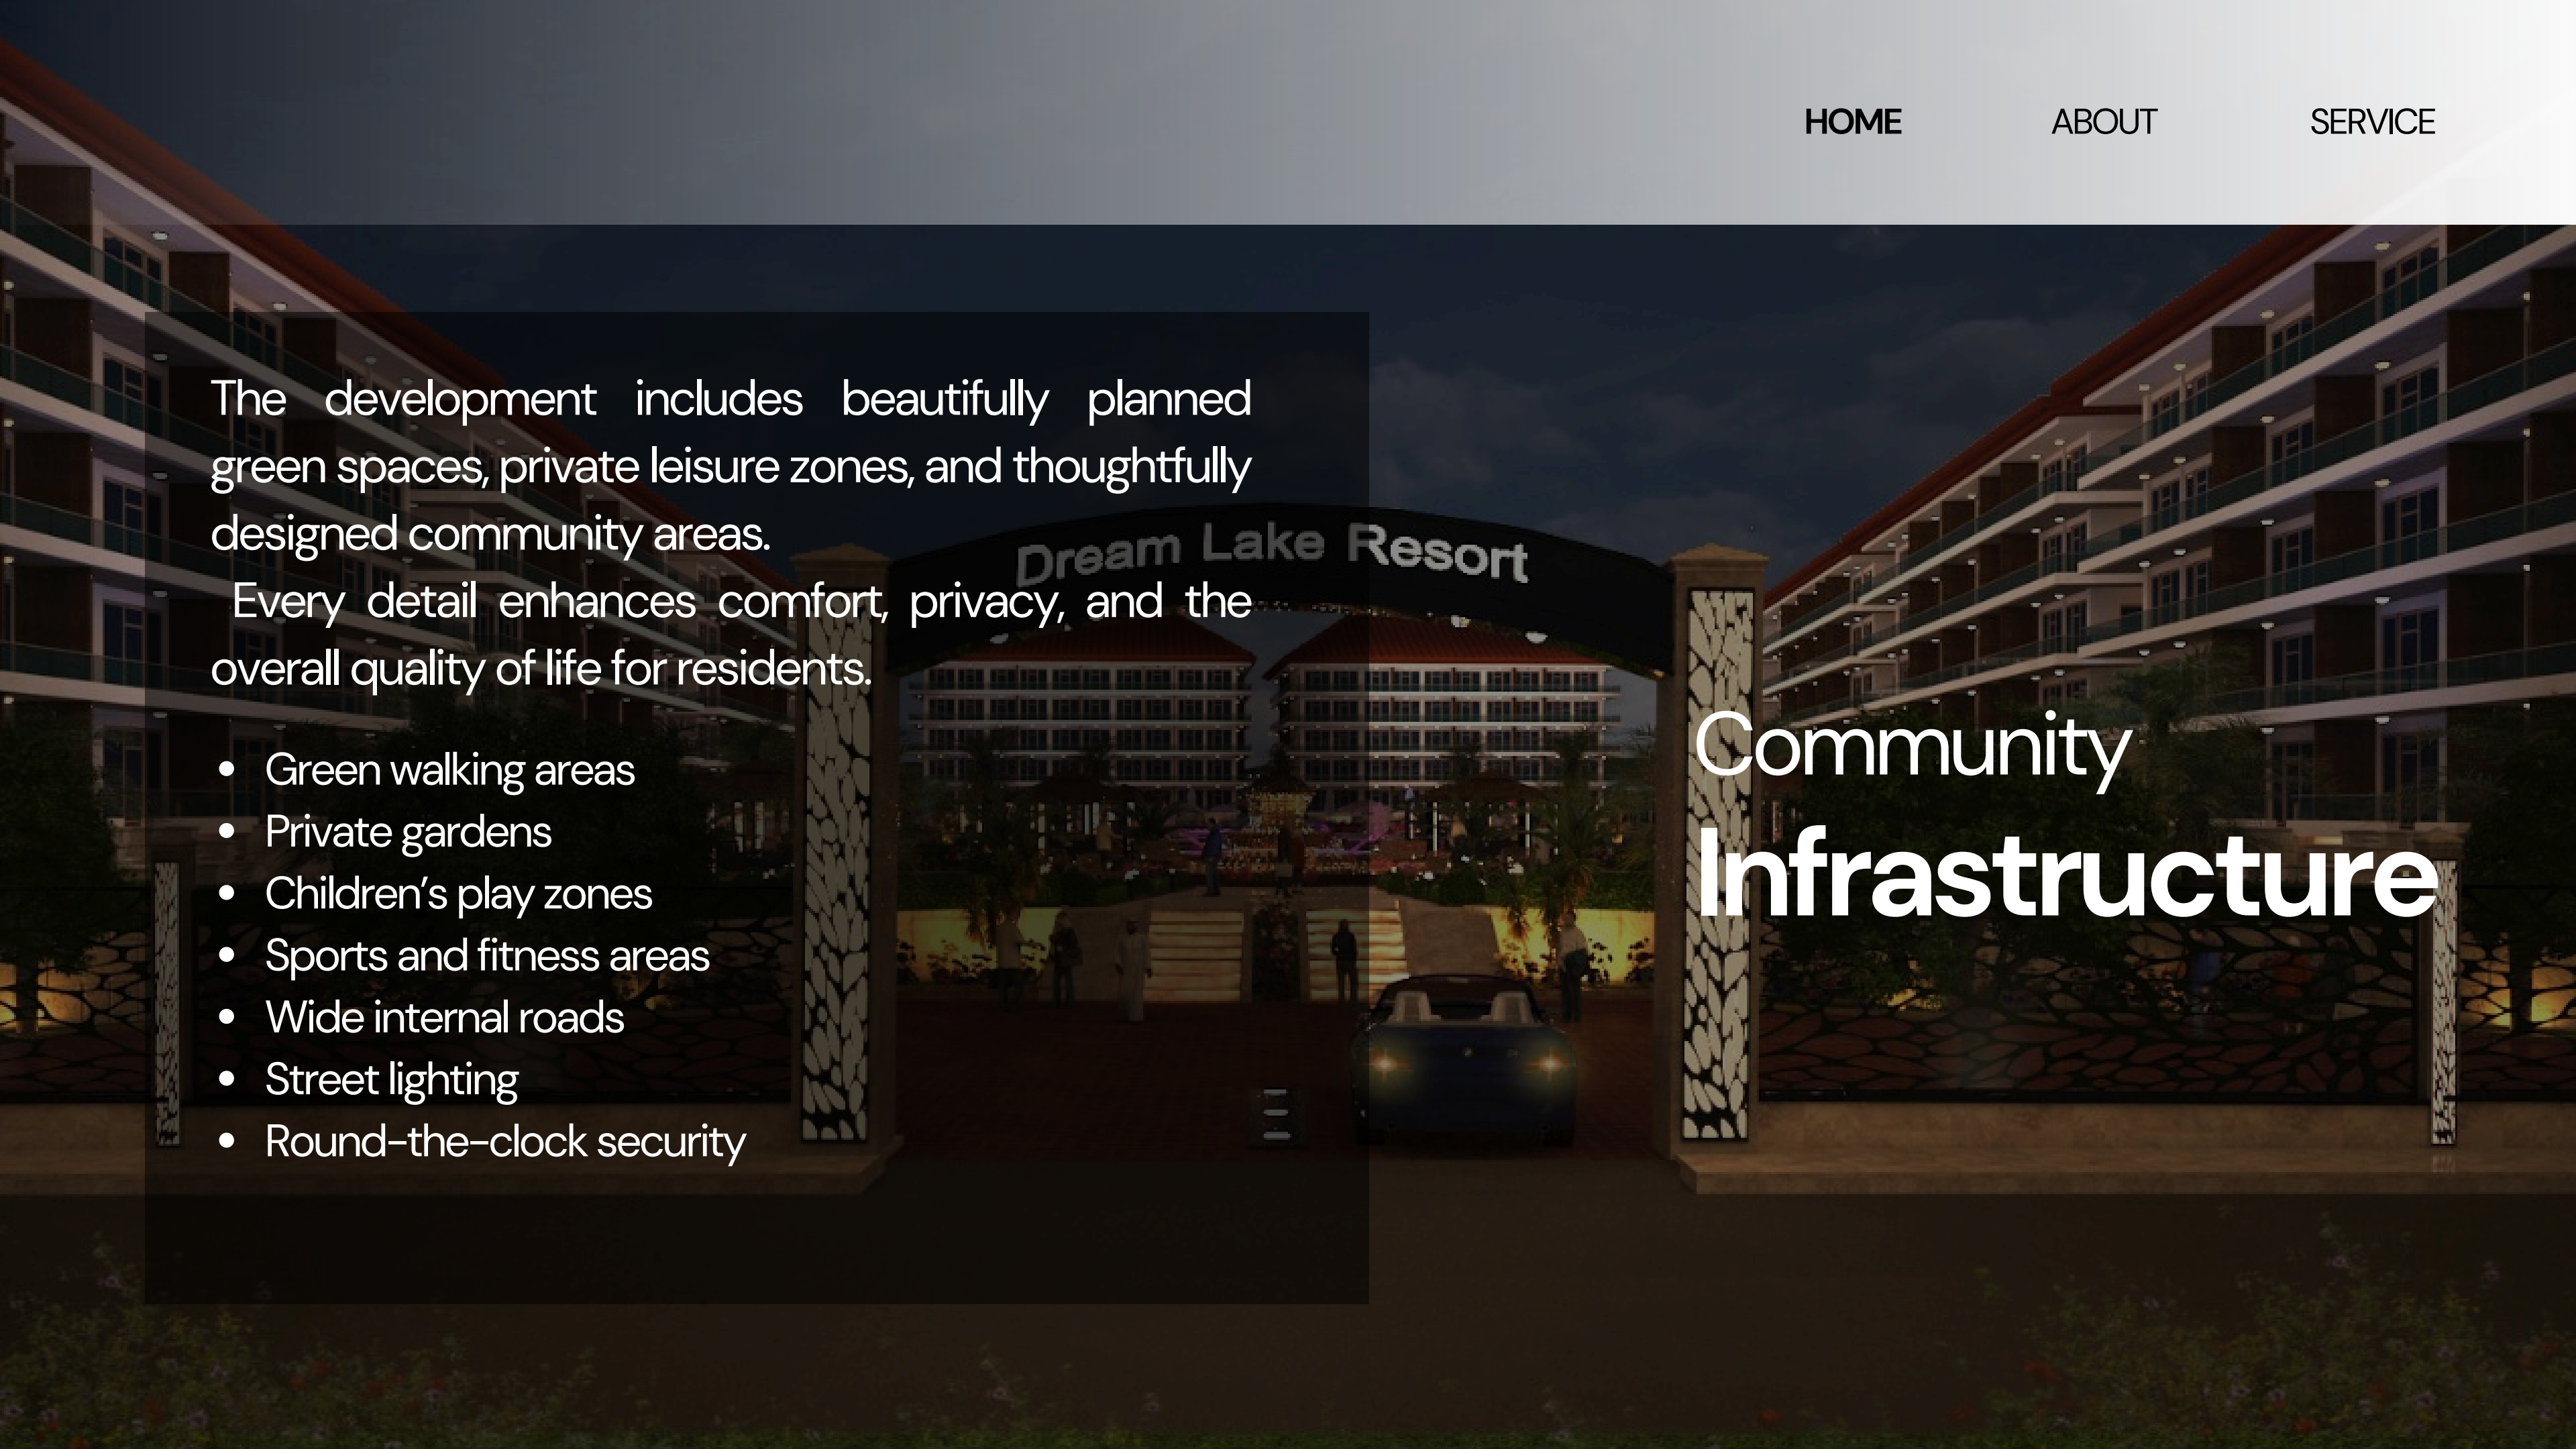 HOME ABOUT SERVICE
The development includes beautifully planned
green spaces, private leisure zones, and thoughtfully
designed community areas.
Every detail enhances comfort, privacy, and the
overall quality of life for residents.
• Green walking areas
• Private gardens
• Children’s play zones
• Sports and fitness areas
• Wide internal roads
• Street lighting
• Round-the-clock security
Dream Lake Resort
Community
Infrastructure